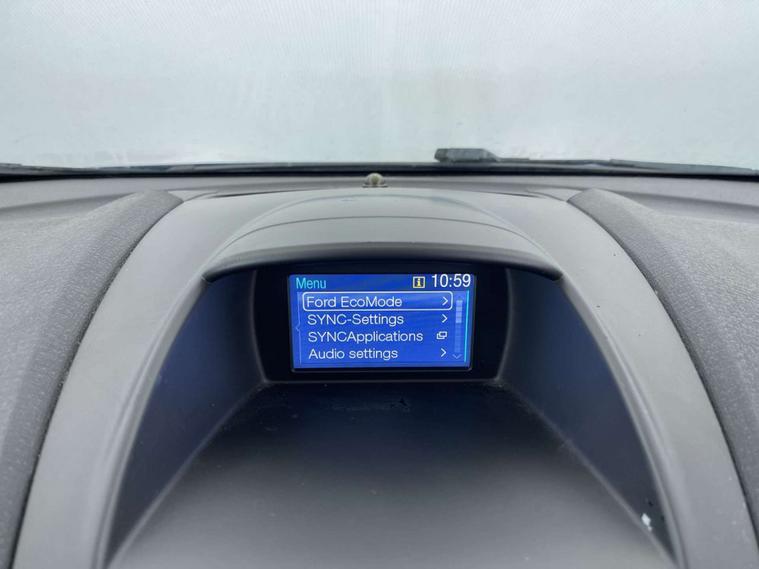 Menu i 10:59
Ford EcoMode
SYNC-Settings
SYNCApplications
Audio settings